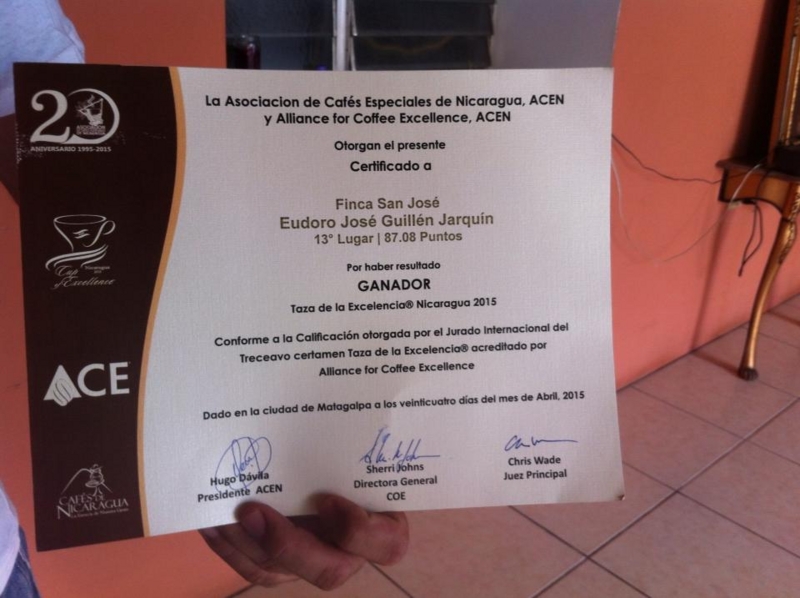 20
ANIVERSARIO 1995-2015
La Asociacion de Cafés Especiales de Nicaragua, ACEN
y Alliance for Coffee Excellence, ACEN
Otorgan el presente
Certificado a
Finca San José
Eudoro José Guillén Jarquín
13° Lugar | 87.08 Puntos
Por haber resultado
GANADOR
Taza de la Excelencia® Nicaragua 2015
Conforme a la Calificación otorgada por el Jurado Internacional del
Treceavo certamen Taza de la Excelencia® acreditado por
Alliance for Coffee Excellence
Dado en la ciudad de Matagalpa a los veinticuatro días del mes de Abril, 2015
Hugo Dávila
Presidente ACEN
Sherri Johns
Directora General
COE
Chris Wade
Juez Principal
Cup Nicaragua
of Excellence
ACE
CAFÉS DE
NICARAGUA